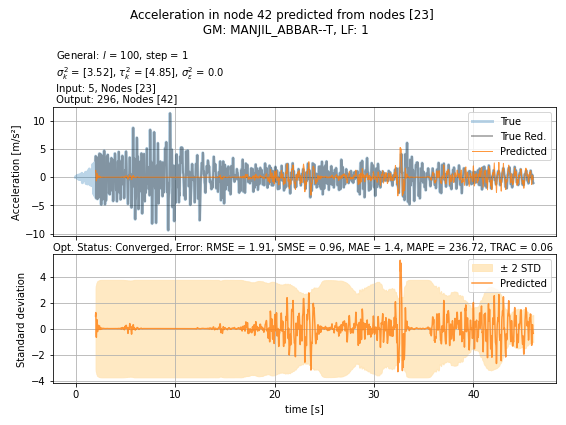 Acceleration in node 42 predicted from nodes [23]
GM: MANJIL_ABBAR--T, LF: 1
General: l = 100, step = 1
σ²ₖ = [3.52], τ²ₖ = [4.85], σ²ₑ = 0.0
Input: 5, Nodes [23]
Output: 296, Nodes [42]
Acceleration [m/s²]
10
5
0
−5
−10
True
True Red.
Predicted
Opt. Status: Converged, Error: RMSE = 1.91, SMSE = 0.96, MAE = 1.4, MAPE = 236.72, TRAC = 0.06
Standard deviation
4
2
0
−2
−4
± 2 STD
Predicted
0 10 20 30 40
time [s]